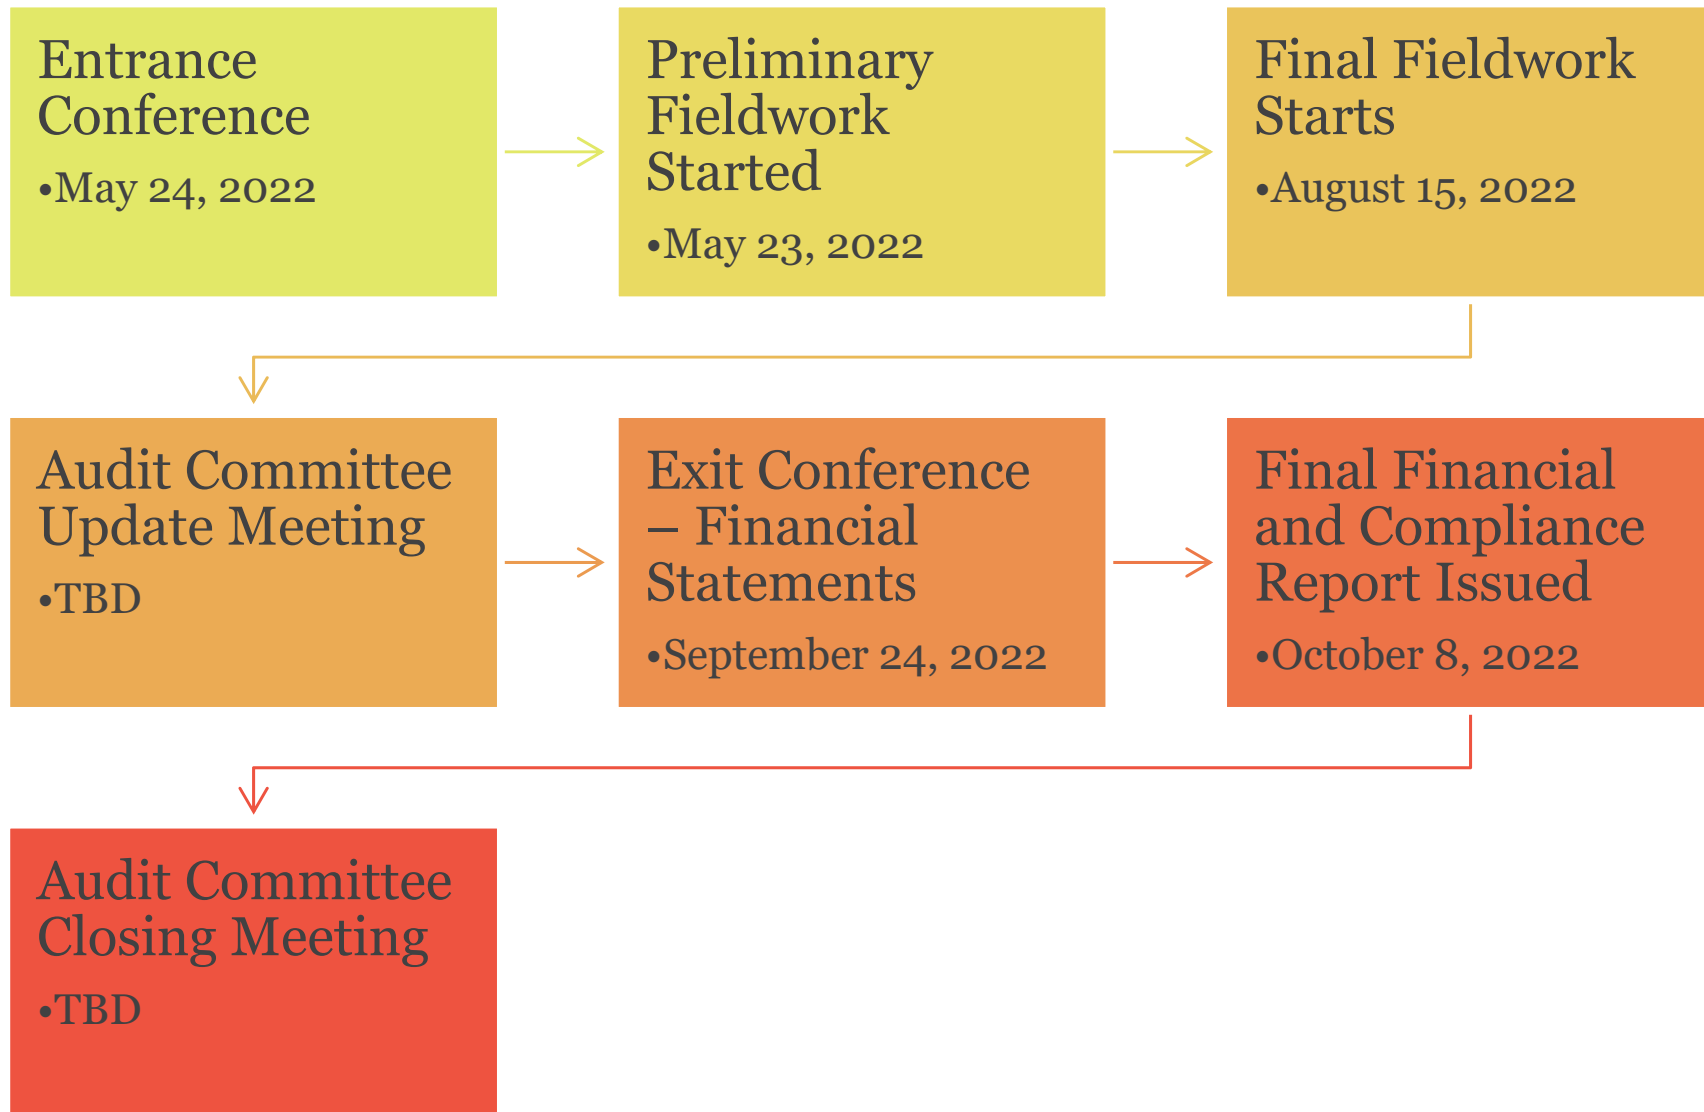 Entrance
Conference
•May 24, 2022
Preliminary
Fieldwork
Started
•May 23, 2022
Final Fieldwork
Starts
•August 15, 2022
Audit Committee
Update Meeting
•TBD
Exit Conference
– Financial
Statements
•September 24, 2022
Final Financial
and Compliance
Report Issued
•October 8, 2022
Audit Committee
Closing Meeting
•TBD